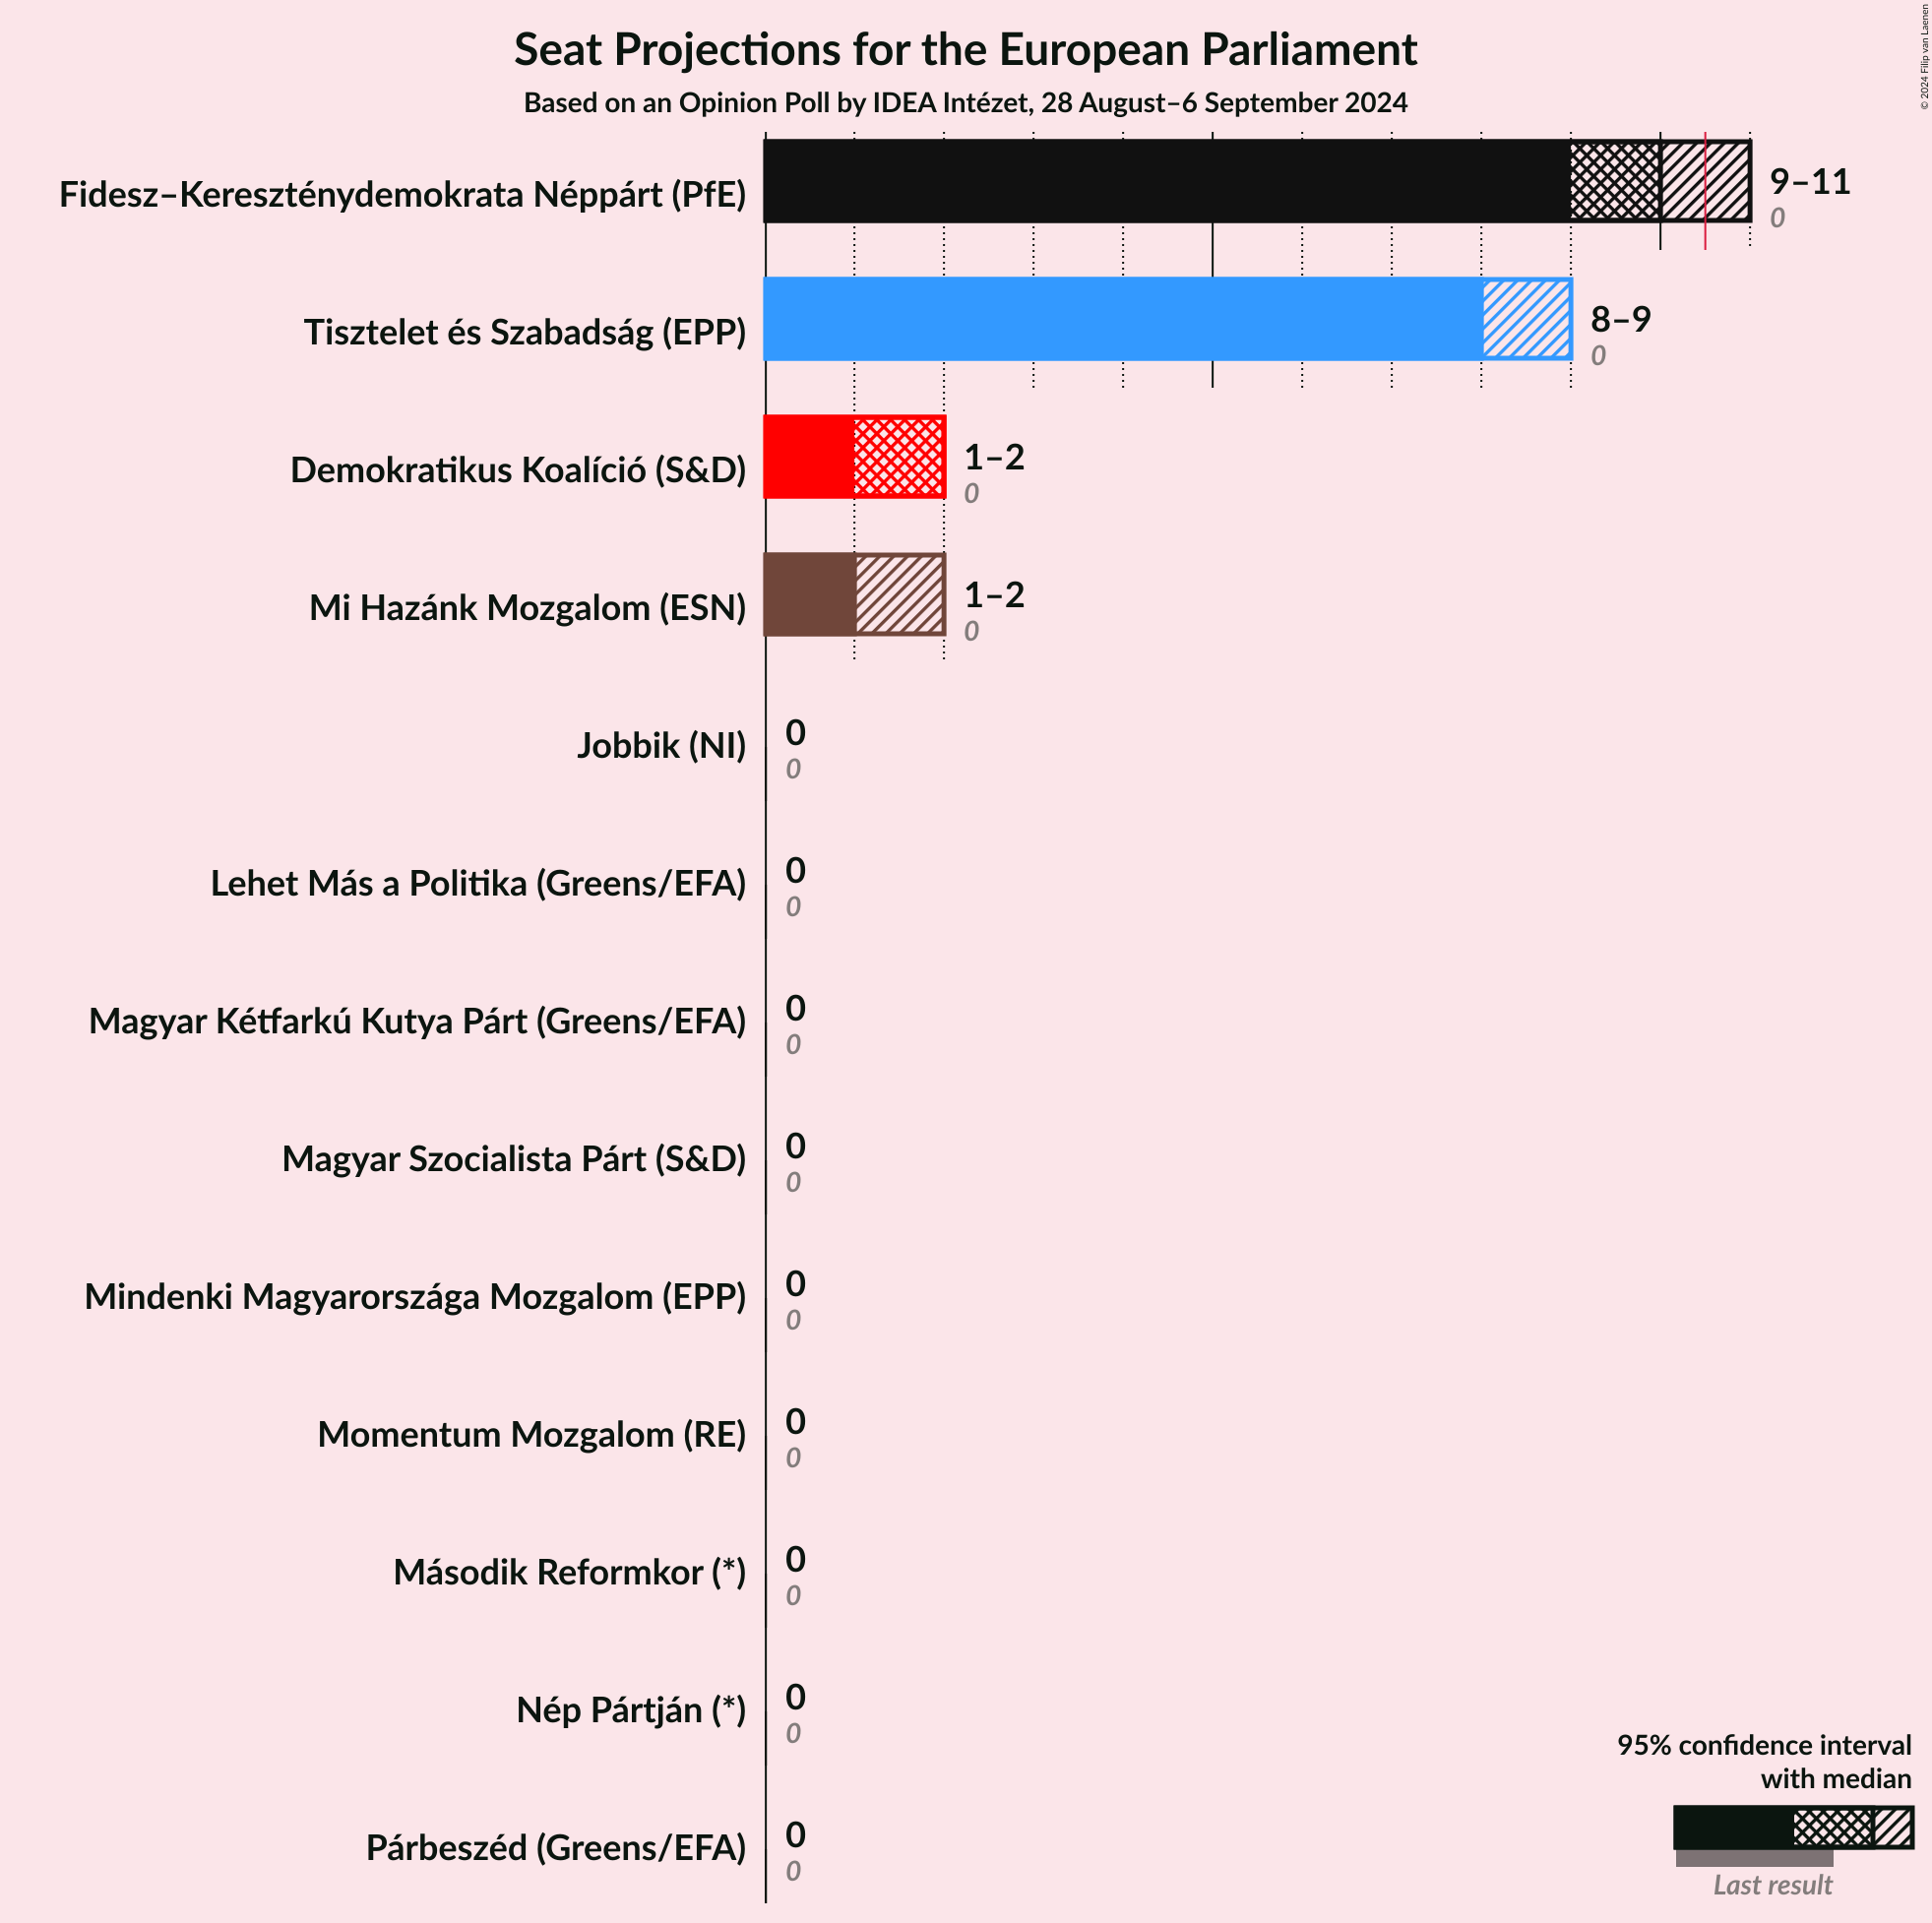 Seat Projections for the European Parliament
Based on an Opinion Poll by IDEA Intézet, 28 August–6 September 2024
© 2024 Filip van Laenen
Fidesz–Kereszténydemokrata Néppárt (PfE)
9–11
0
Tisztelet és Szabadság (EPP)
8–9
0
Demokratikus Koalíció (S&D)
1–2
0
Mi Hazánk Mozgalom (ESN)
1–2
0
Jobbik (NI)
0
0
Lehet Más a Politika (Greens/EFA)
0
0
Magyar Kétfarkú Kutya Párt (Greens/EFA)
0
0
Magyar Szocialista Párt (S&D)
0
0
Mindenki Magyarországa Mozgalom (EPP)
0
0
Momentum Mozgalom (RE)
0
0
Második Reformkor (*)
0
0
Nép Pártján (*)
0
0
Párbeszéd (Greens/EFA)
0
0
95% confidence interval
with median
Last result